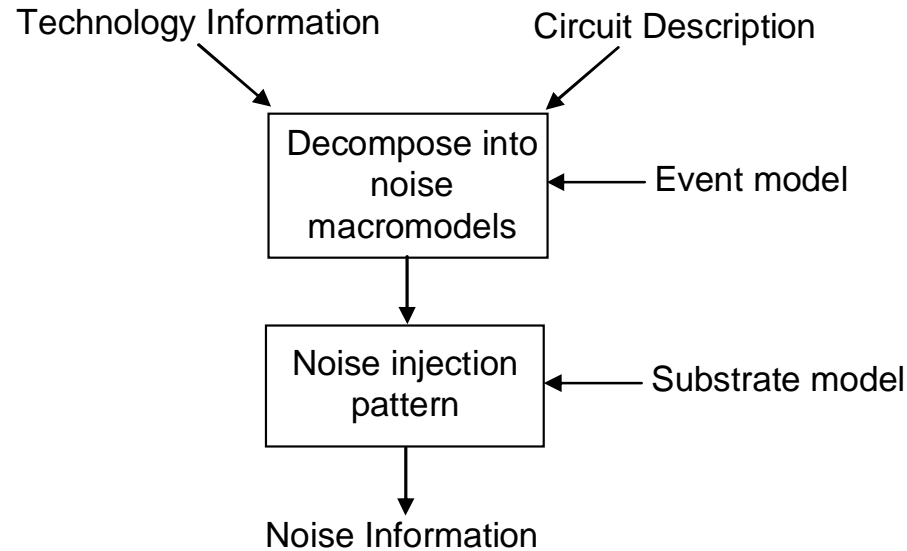 Technology Information
Circuit Description
Decompose into
noise
macromodels
Event model
Noise injection
pattern
Substrate model
Noise Information